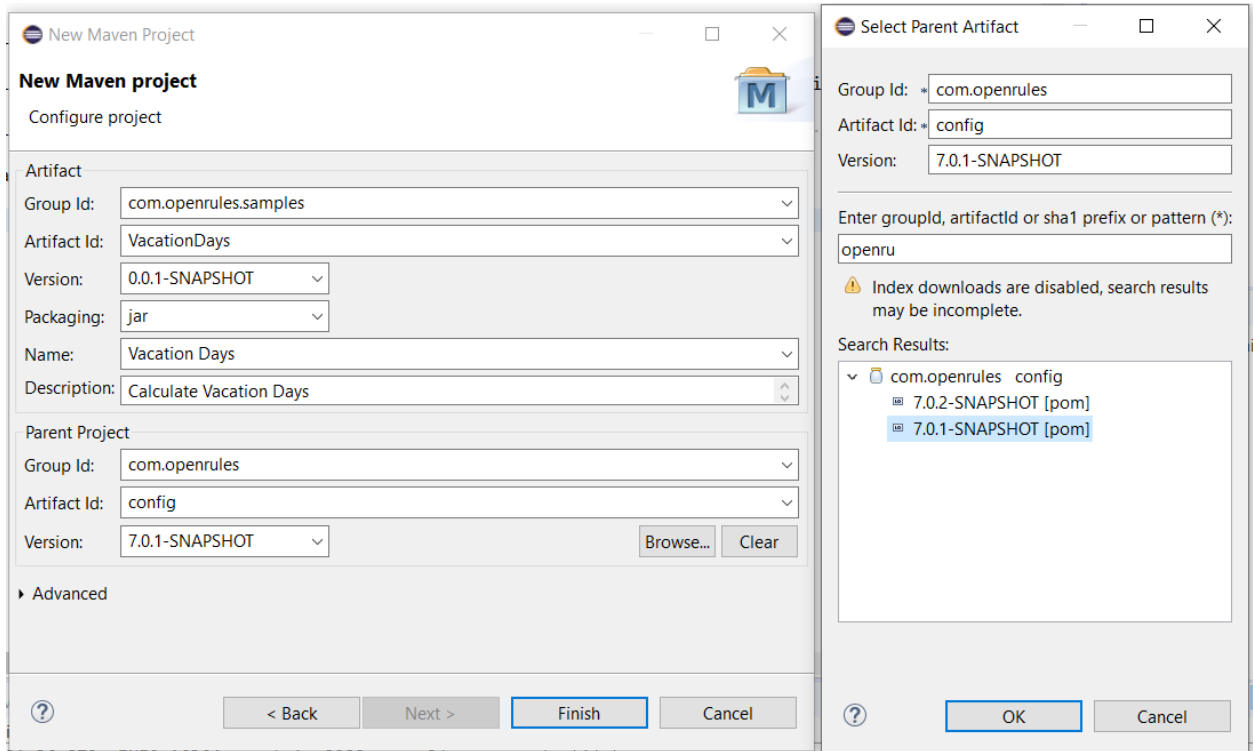 New Maven Project
New Maven project
Configure project
M
Artifact
Group Id: com.openrules.samples
Artifact Id: VacationDays
Version: 0.0.1-SNAPSHOT
Packaging: jar
Name: Vacation Days
Description: Calculate Vacation Days
Parent Project
Group Id: com.openrules
Artifact Id: config
Version: 7.0.1-SNAPSHOT Browse... Clear
Advanced
? < Back Next > Finish Cancel
Select Parent Artifact
Group Id: * com.openrules
Artifact Id: * config
Version: 7.0.1-SNAPSHOT
Enter groupId, artifactId or sha1 prefix or pattern (*):
openru
Index downloads are disabled, search results
may be incomplete.
Search Results:
com.openrules config
7.0.2-SNAPSHOT [pom]
7.0.1-SNAPSHOT [pom]
? OK Cancel